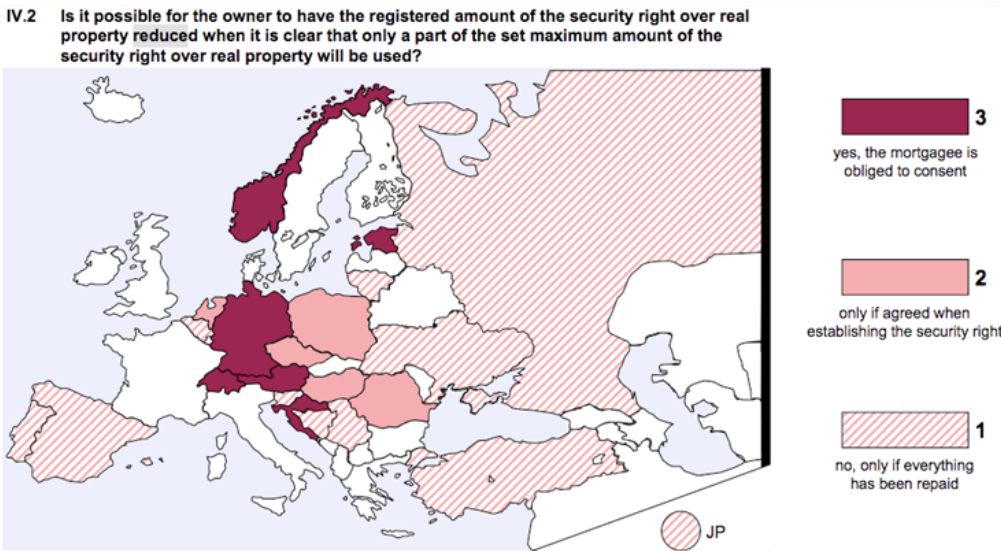 IV.2 Is it possible for the owner to have the registered amount of the security right over real
property reduced when it is clear that only a part of the set maximum amount of the
security right over real property will be used?
3
yes, the mortgagee is
obliged to consent
2
only if agreed when
establishing the security right
1
no, only if everything
has been repaid
JP